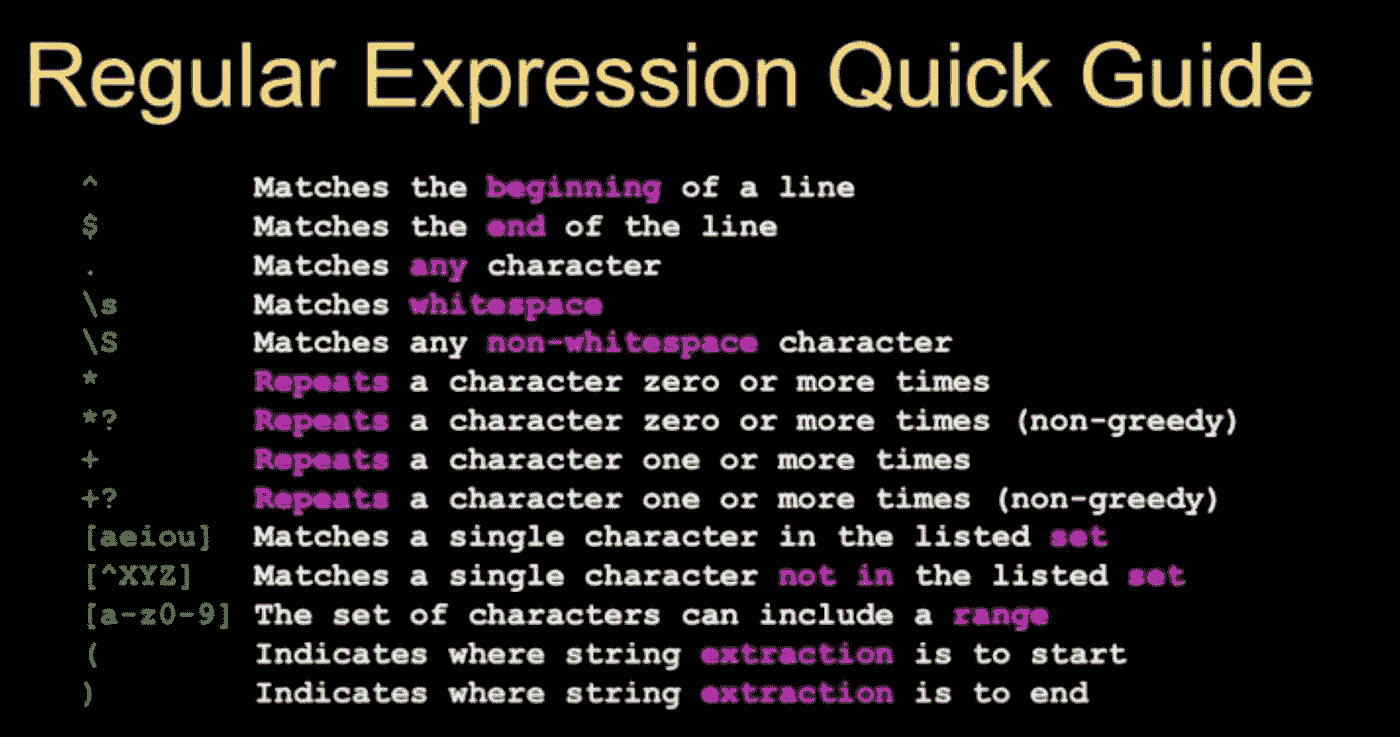 Regular Expression Quick Guide
^ Matches the beginning of a line
$ Matches the end of the line
. Matches any character
\s Matches whitespace
\S Matches any non-whitespace character
* Repeats a character zero or more times
*? Repeats a character zero or more times (non-greedy)
+ Repeats a character one or more times
+? Repeats a character one or more times (non-greedy)
[aeiou] Matches a single character in the listed set
[^XYZ] Matches a single character not in the listed set
[a-z0-9] The set of characters can include a range
( Indicates where string extraction is to start
) Indicates where string extraction is to end